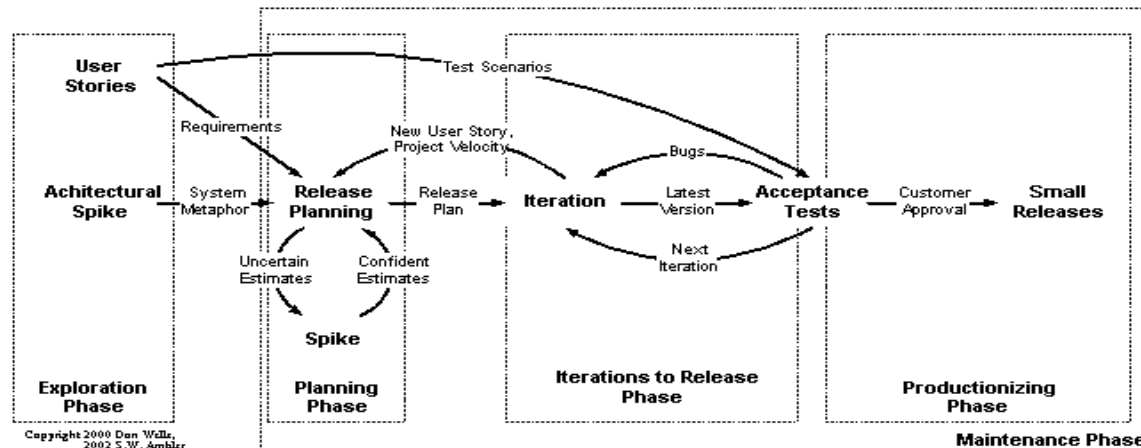 User
Stories
Test Scenarios
Requirements
New User Story,
Project Velocity
Bugs
Achitectural
Spike
System
Metaphor
Release
Planning
Release
Plan
Iteration
Latest
Version
Acceptance
Tests
Customer
Approval
Small
Releases
Uncertain
Estimates
Confident
Estimates
Next
Iteration
Spike
Exploration
Phase
Planning
Phase
Iterations to Release
Phase
Productionizing
Phase
Copyright 2000 Don Wells,
2002 S.W. Ambler
Maintenance Phase